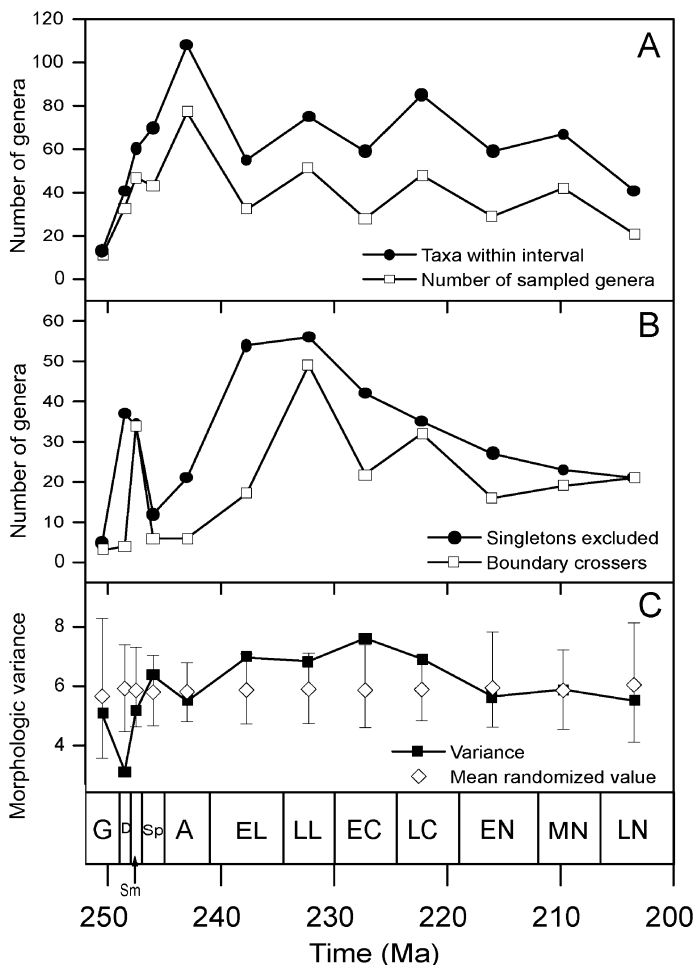 A
120
100
80
60
40
20
0
Number of genera
Taxa within interval
Number of sampled genera
B
60
50
40
30
20
10
0
Number of genera
Singletons excluded
Boundary crossers
C
8
6
4
Morphologic variance
Variance
Mean randomized value
G D Sp A EL LL EC LC EN MN LN
Sm
250 240 230 220 210 200
Time (Ma)